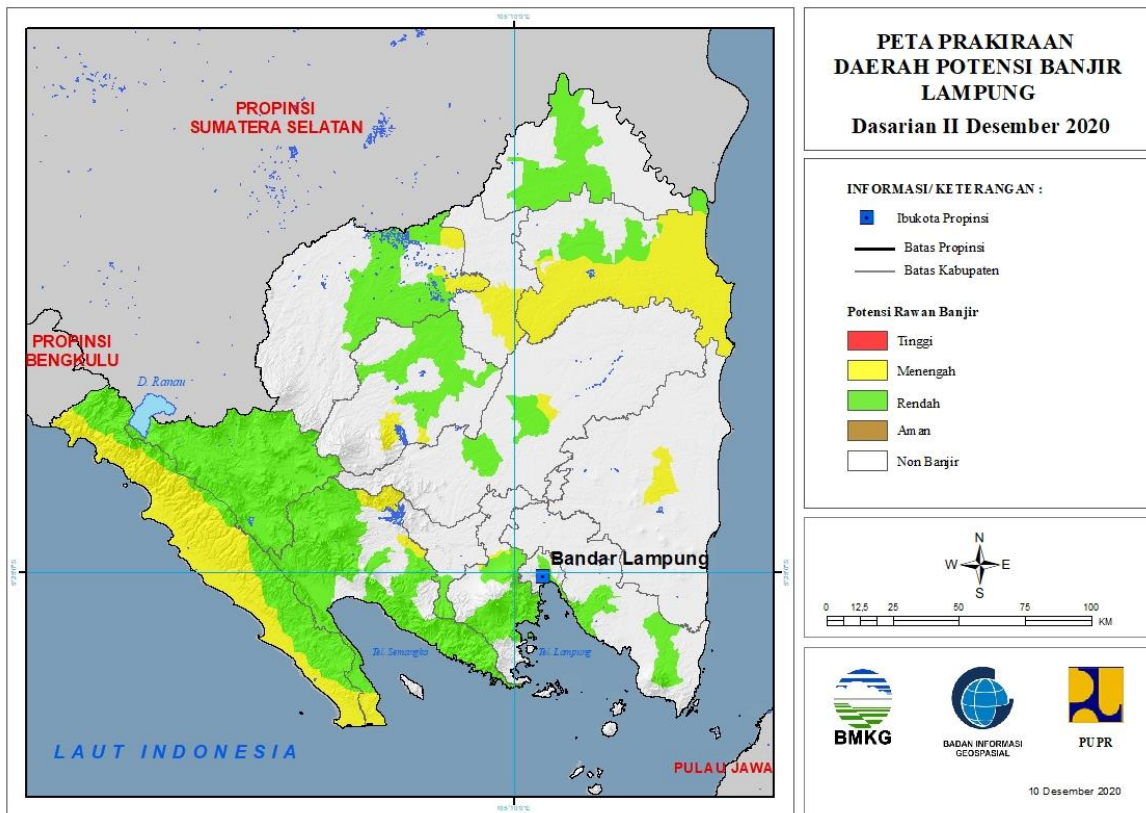 PROPINSI
SUMATERA SELATAN
PROPINSI
BENGKULU
D. Ranau
Bandar Lampung
Tel. Semangka
Tel. Lampung
LAUT INDONESIA
PULAU JAWA
PETA PRAKIRAAN
DAERAH POTENSI BANJIR
LAMPUNG
Dasarian II Desember 2020
INFORMASI/ KETERANGAN :
Ibukota Propinsi
Batas Propinsi
Batas Kabupaten
Potensi Rawan Banjir
Tinggi
Menengah
Rendah
Aman
Non Banjir
N
W E
S
0 12,5 25 50 75 100
KM
BMKG
BADAN INFORMASI
GEOSPASIAL
PUPR
10 Desember 2020